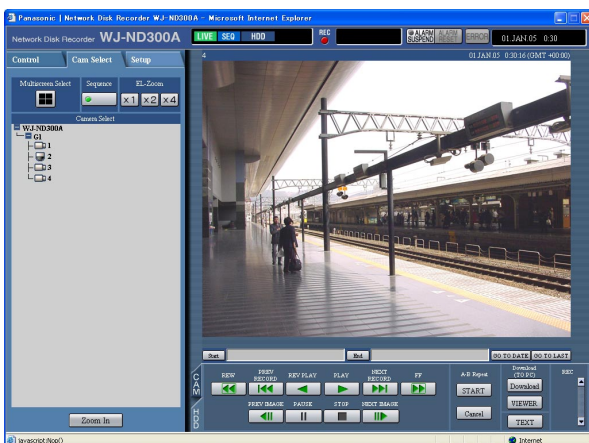 Panasonic | Network Disk Recorder WJ-ND300A - Microsoft Internet Explorer
Network Disk Recorder WJ-ND300A
LIVE SEQ HDD
REC
ALARM SUSPEND
ALARM RESET
ERROR
01.JAN.05 0:30
Control Cam Select Setup
4
01.JAN.05 0:30:16 (GMT +00:00)
Multiscreen Select Sequence EL-Zoom
x1 x2 x4
Camera Select
WJ-ND300A
G1
1
2
3
4
Zoom In
Start End GO TO DATE GO TO LAST
CAM
HDD
REW PREV RECORD REV PLAY PLAY NEXT RECORD FF
PREV IMAGE PAUSE STOP NEXT IMAGE
A-B Repeat
START
Cancel
Download (TO PC)
Download
VIEWER
TEXT
REC
javascript:Nop()
Internet